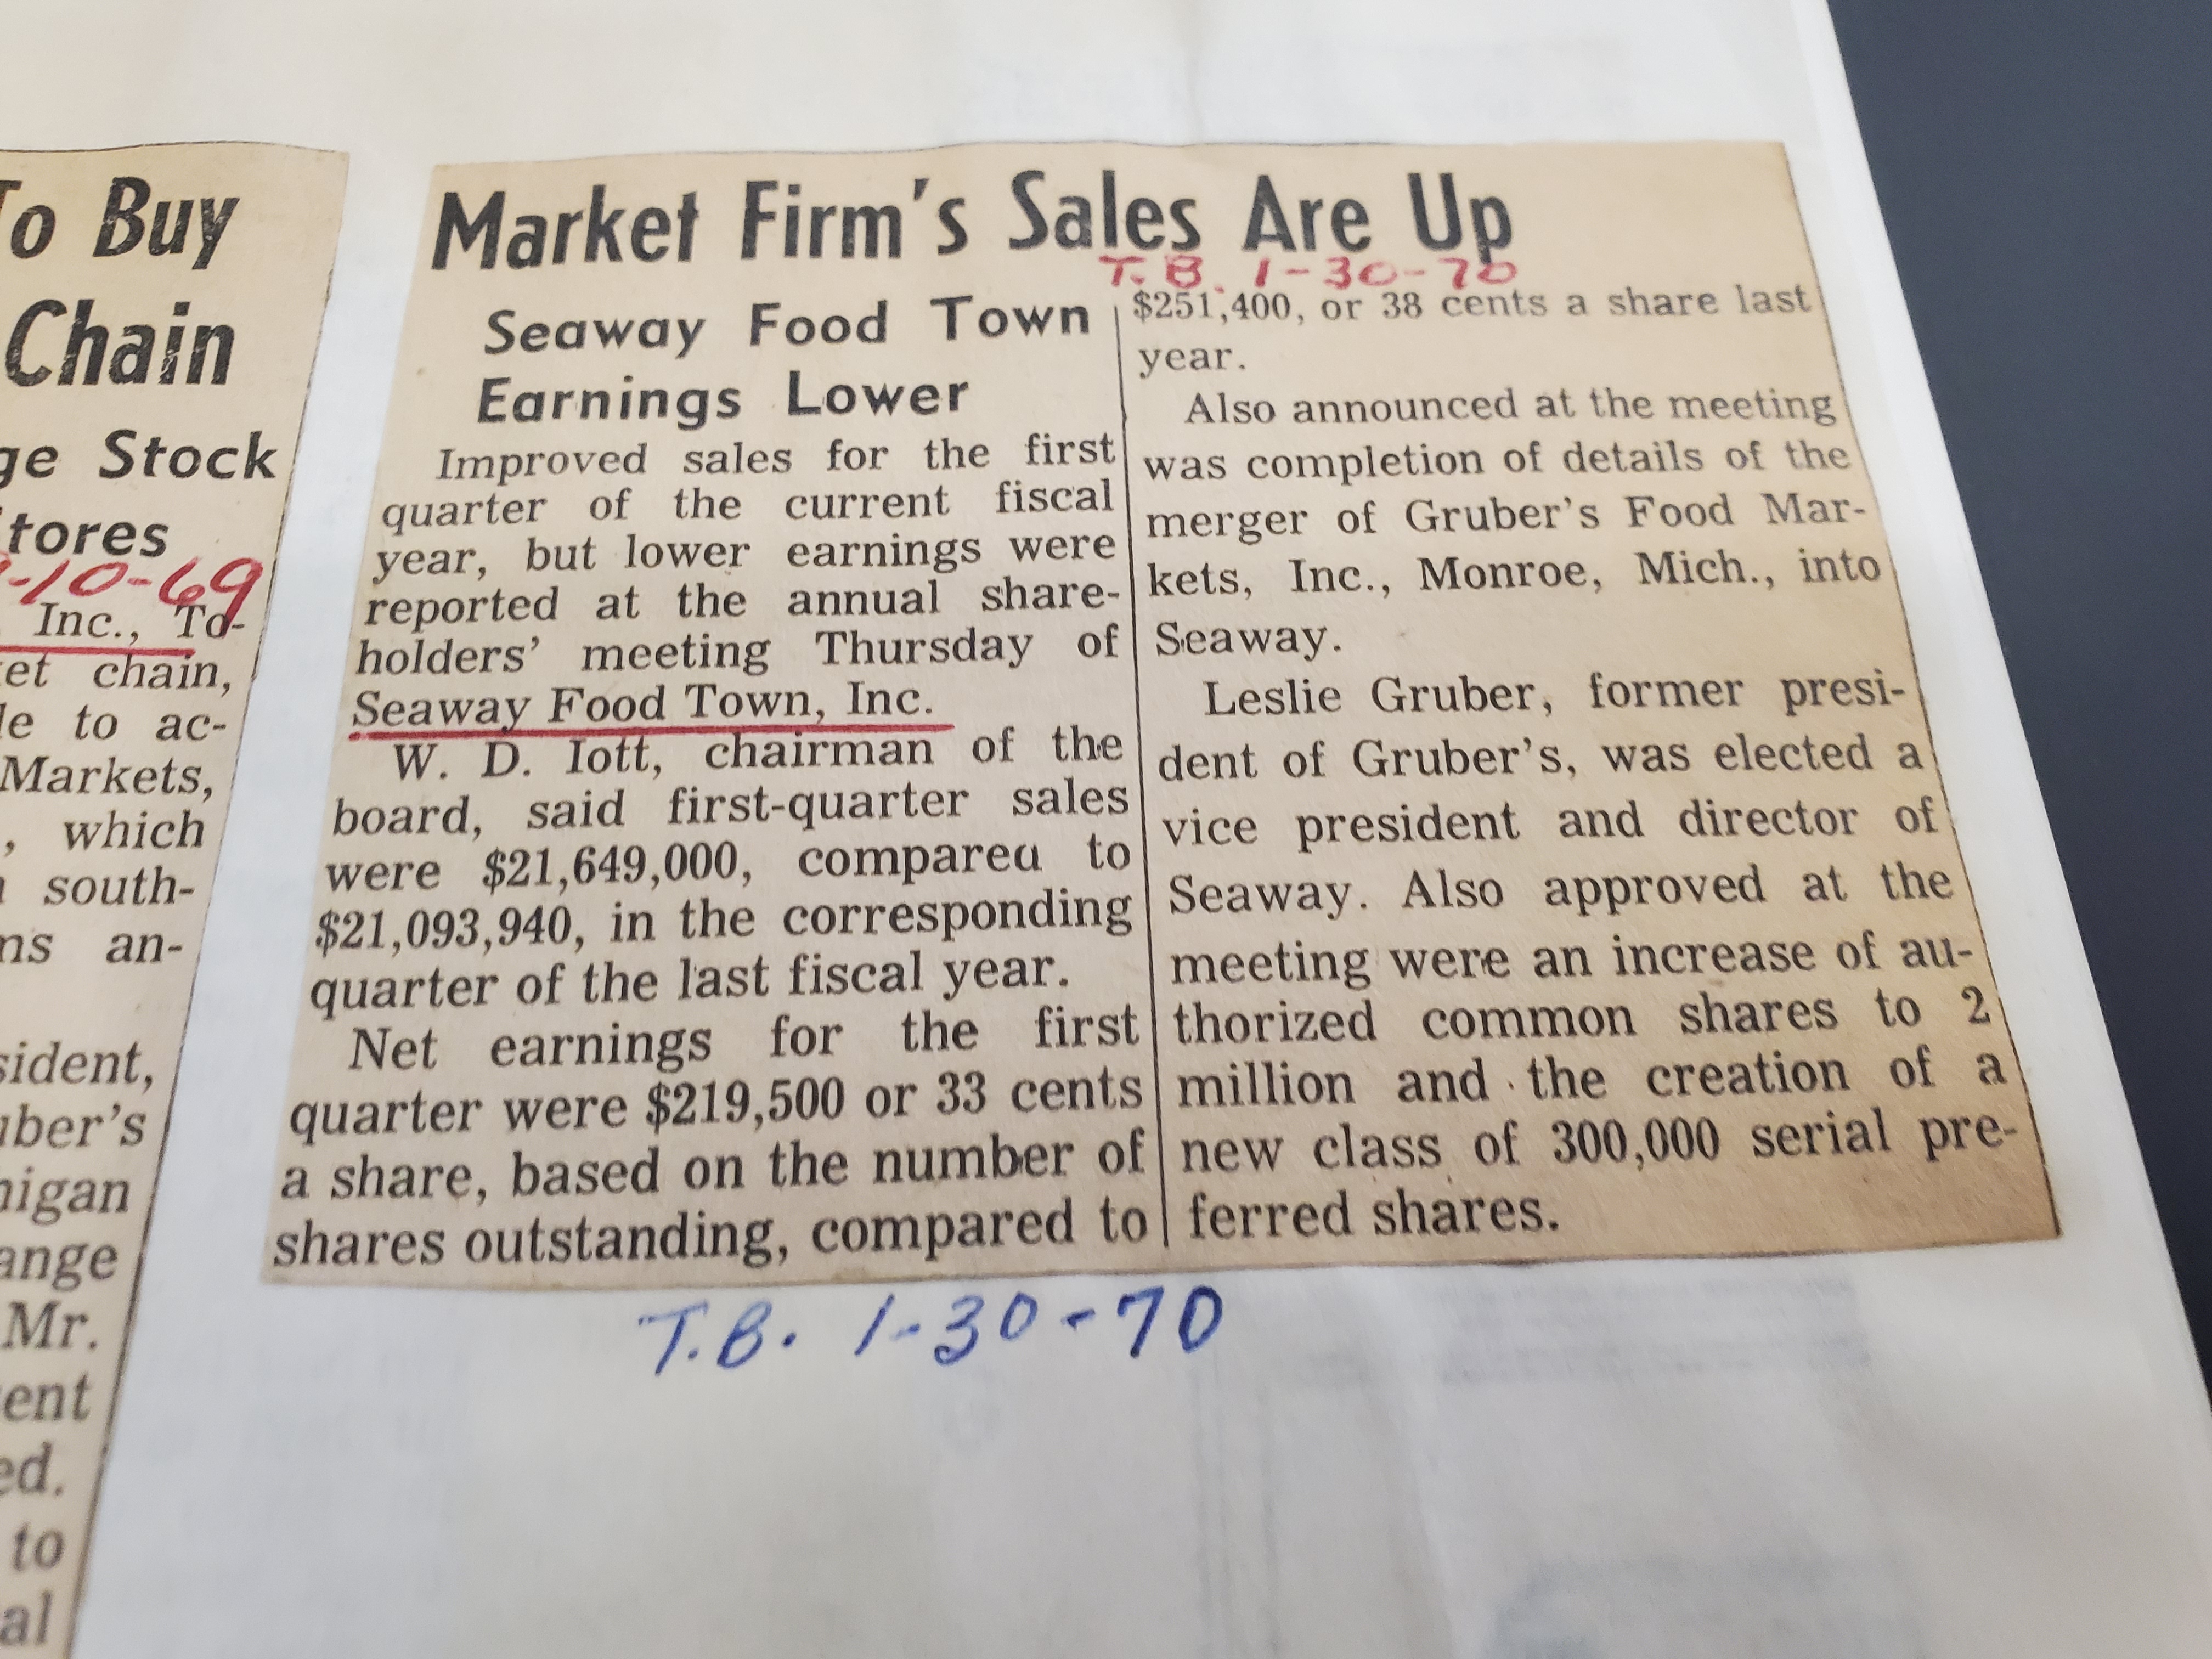 To Buy
Chain
ge Stock
tores
-10-69
Inc., To-
et chain,
le to ac-
Markets,
, which
south-
ns an-
sident,
uber's
higan
ange
Mr.
ent
ed.
to
al
Market Firm's Sales Are Up
T.B. 1-30-70
Seaway Food Town
Earnings Lower
Improved sales for the first
quarter of the current fiscal
year, but lower earnings were
reported at the annual share-
holders' meeting Thursday of
Seaway Food Town, Inc.
W. D. Iott, chairman of the
board, said first-quarter sales
were $21,649,000, compared to
$21,093,940, in the corresponding
quarter of the last fiscal year.
Net earnings for the first
quarter were $219,500 or 33 cents
a share, based on the number of
shares outstanding, compared to
$251,400, or 38 cents a share last
year.
Also announced at the meeting
was completion of details of the
merger of Gruber's Food Mar-
kets, Inc., Monroe, Mich., into
Seaway.
Leslie Gruber, former presi-
dent of Gruber's, was elected a
vice president and director of
Seaway. Also approved at the
meeting were an increase of au-
thorized common shares to 2
million and the creation of a
new class of 300,000 serial pre-
ferred shares.
T.B. 1-30-70